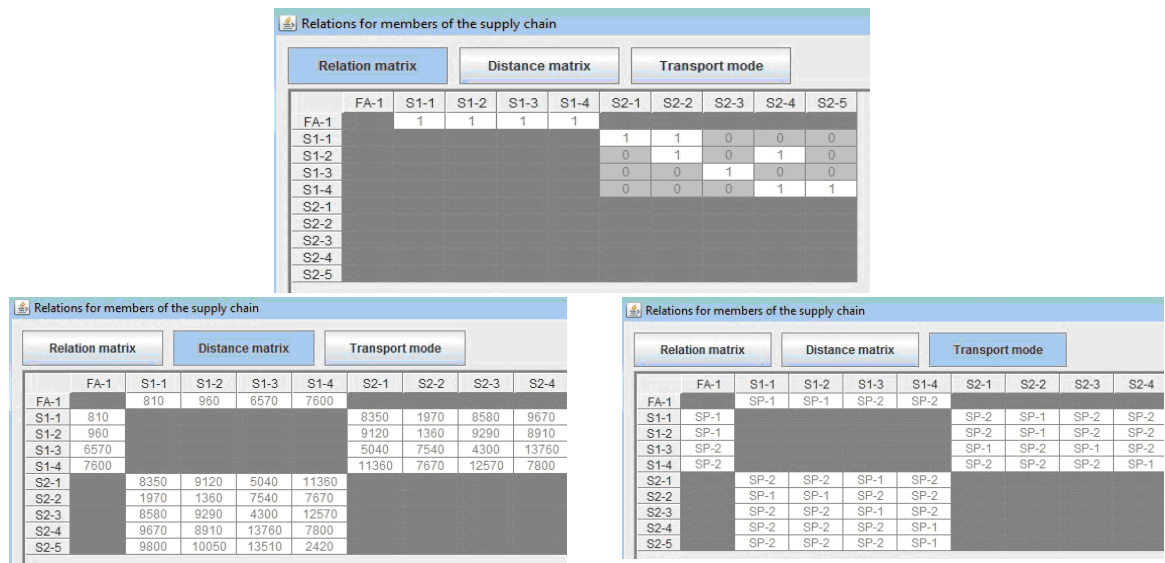 Relations for members of the supply chain
Relation matrix Distance matrix Transport mode
FA-1 S1-1 S1-2 S1-3 S1-4 S2-1 S2-2 S2-3 S2-4 S2-5
FA-1 1 1 1 1
S1-1 1 1 0 0 0
S1-2 0 1 0 1 0
S1-3 0 0 1 0 0
S1-4 0 0 0 1 1
S2-1
S2-2
S2-3
S2-4
S2-5
Relations for members of the supply chain
Relation matrix Distance matrix Transport mode
FA-1 S1-1 S1-2 S1-3 S1-4 S2-1 S2-2 S2-3 S2-4
FA-1 810 960 6570 7600
S1-1 810 8350 1970 8580 9670
S1-2 960 9120 1360 9290 8910
S1-3 6570 5040 7540 4300 13760
S1-4 7600 11360 7670 12570 7800
S2-1 8350 9120 5040 11360
S2-2 1970 1360 7540 7670
S2-3 8580 9290 4300 12570
S2-4 9670 8910 13760 7800
S2-5 9800 10050 13510 2420
Relations for members of the supply chain
Relation matrix Distance matrix Transport mode
FA-1 S1-1 S1-2 S1-3 S1-4 S2-1 S2-2 S2-3 S2-4
FA-1 SP-1 SP-1 SP-2 SP-2
S1-1 SP-1 SP-2 SP-1 SP-2 SP-2
S1-2 SP-1 SP-2 SP-1 SP-2 SP-2
S1-3 SP-2 SP-1 SP-2 SP-1 SP-2
S1-4 SP-2 SP-2 SP-2 SP-2 SP-1
S2-1 SP-2 SP-2 SP-1 SP-2
S2-2 SP-1 SP-1 SP-2 SP-2
S2-3 SP-2 SP-2 SP-1 SP-2
S2-4 SP-2 SP-2 SP-2 SP-1
S2-5 SP-2 SP-2 SP-2 SP-1